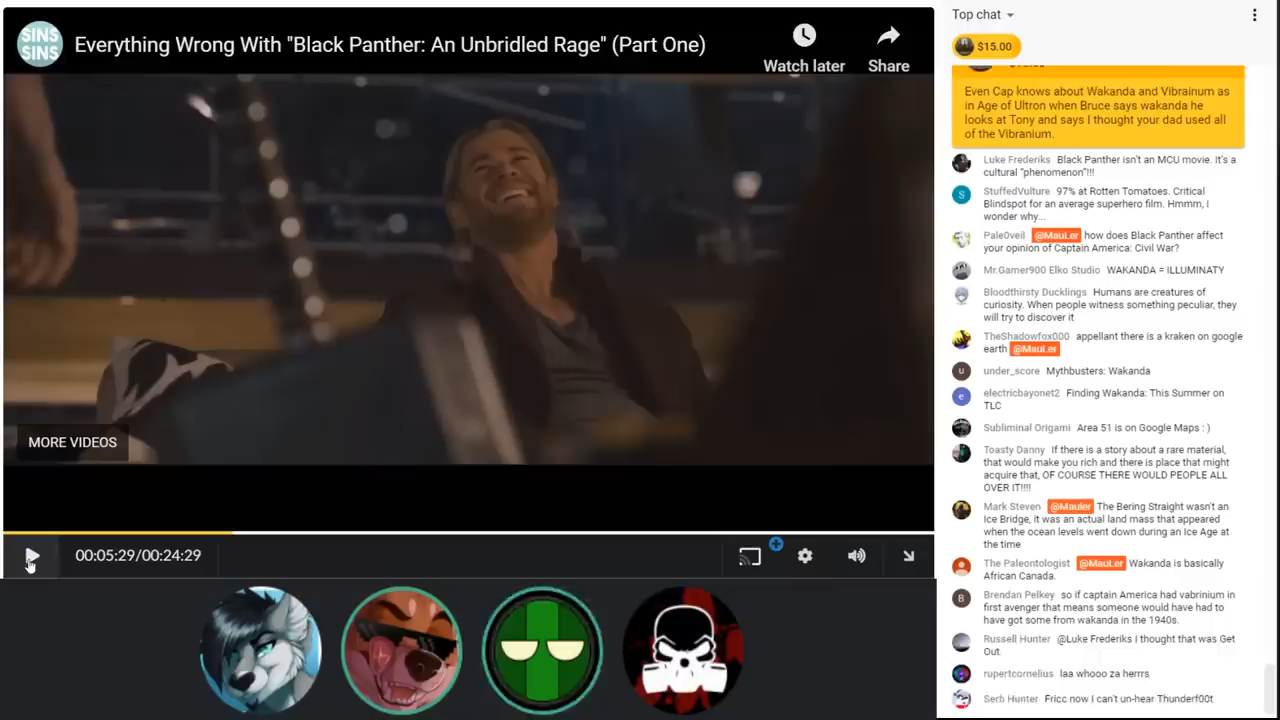 SINS
SINS
Everything Wrong With "Black Panther: An Unbridled Rage" (Part One)
Watch later
Share
MORE VIDEOS
00:05:29/00:24:29
Top chat
$15.00
Even Cap knows about Wakanda and Vibrainum as
in Age of Ultron when Bruce says wakanda he
looks at Tony and says I thought your dad used all
of the Vibranium.
Luke Frederiks Black Panther isn't an MCU movie. It's a
cultural "phenomenon"!!!
StuffedVulture 97% at Rotten Tomatoes. Critical
Blindspot for an average superhero film. Hmmm, I
wonder why...
Pale0veil @MauLer how does Black Panther affect
your opinion of Captain America: Civil War?
Mr.Gamer900 Elko Studio WAKANDA = ILLUMINATY
Bloodthirsty Ducklings Humans are creatures of
curiosity. When people witness something peculiar, they
will try to discover it
TheShadowfox000 appellant there is a kraken on google
earth @MauLer
u under_score Mythbusters: Wakanda
e electricbayonet2 Finding Wakanda: This Summer on
TLC
Subliminal Origami Area 51 is on Google Maps : )
Toasty Danny If there is a story about a rare material,
that would make you rich and there is place that might
acquire that, OF COURSE THERE WOULD PEOPLE ALL
OVER IT!!!!
Mark Steven @Mauler The Bering Straight wasn't an
Ice Bridge, it was an actual land mass that appeared
when the ocean levels went down during an Ice Age at
the time
The Paleontologist @MauLer Wakanda is basically
African Canada.
B Brendan Pelkey so if captain America had vabrinium in
first avenger that means someone would have had to
have got some from wakanda in the 1940s.
Russell Hunter @Luke Frederiks I thought that was Get
Out.
rupertcornelius laa whooo za herrrs
Serb Hunter Fricc now I can't un-hear Thunderf00t